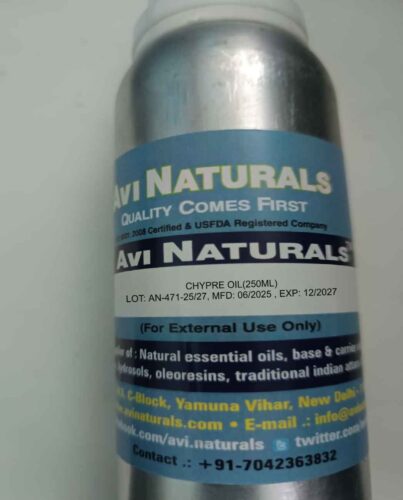 AVI NATURALS
QUALITY COMES FIRST
2008 Certified & USFDA Registered Company
AVI NATURALS
CHYPRE OIL(250ML)
LOT: AN-471-25/27, MFD: 06/2025 , EXP: 12/2027
(For External Use Only)
of : Natural essential oils, base & carrier
hydrosols, oleoresins, traditional indian
C-Block, Yamuna Vihar, New Delhi -
.avinaturals.com • E-mail .: info@
.com/avi.naturals twitter.com/
Contact .: +91-7042363832